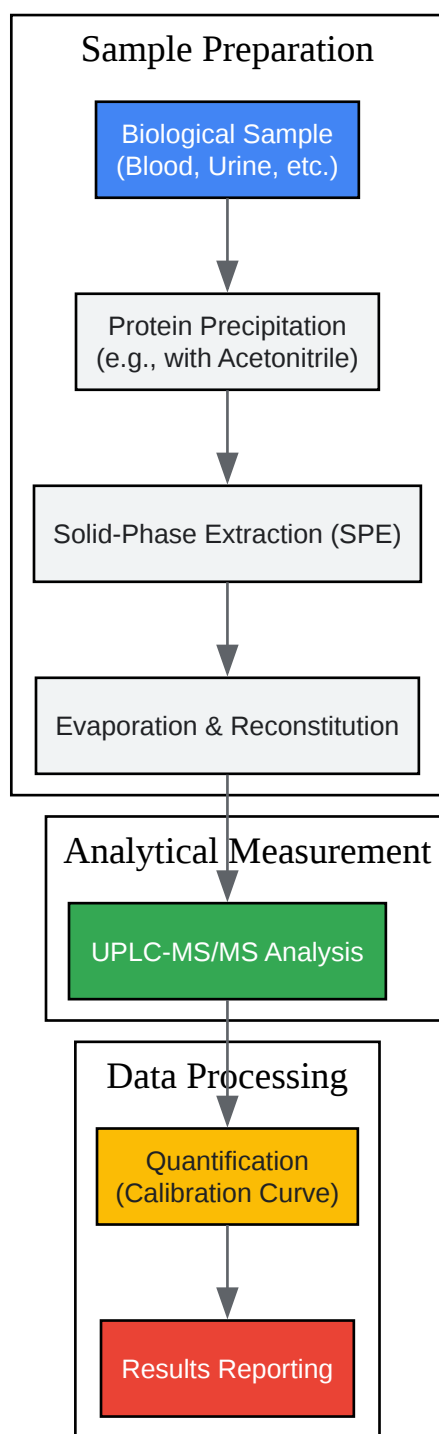 Sample Preparation
Biological Sample
(Blood, Urine, etc.)
Protein Precipitation
(e.g., with Acetonitrile)
Solid-Phase Extraction (SPE)
Evaporation & Reconstitution
Analytical Measurement
UPLC-MS/MS Analysis
Data Processing
Quantification
(Calibration Curve)
Results Reporting